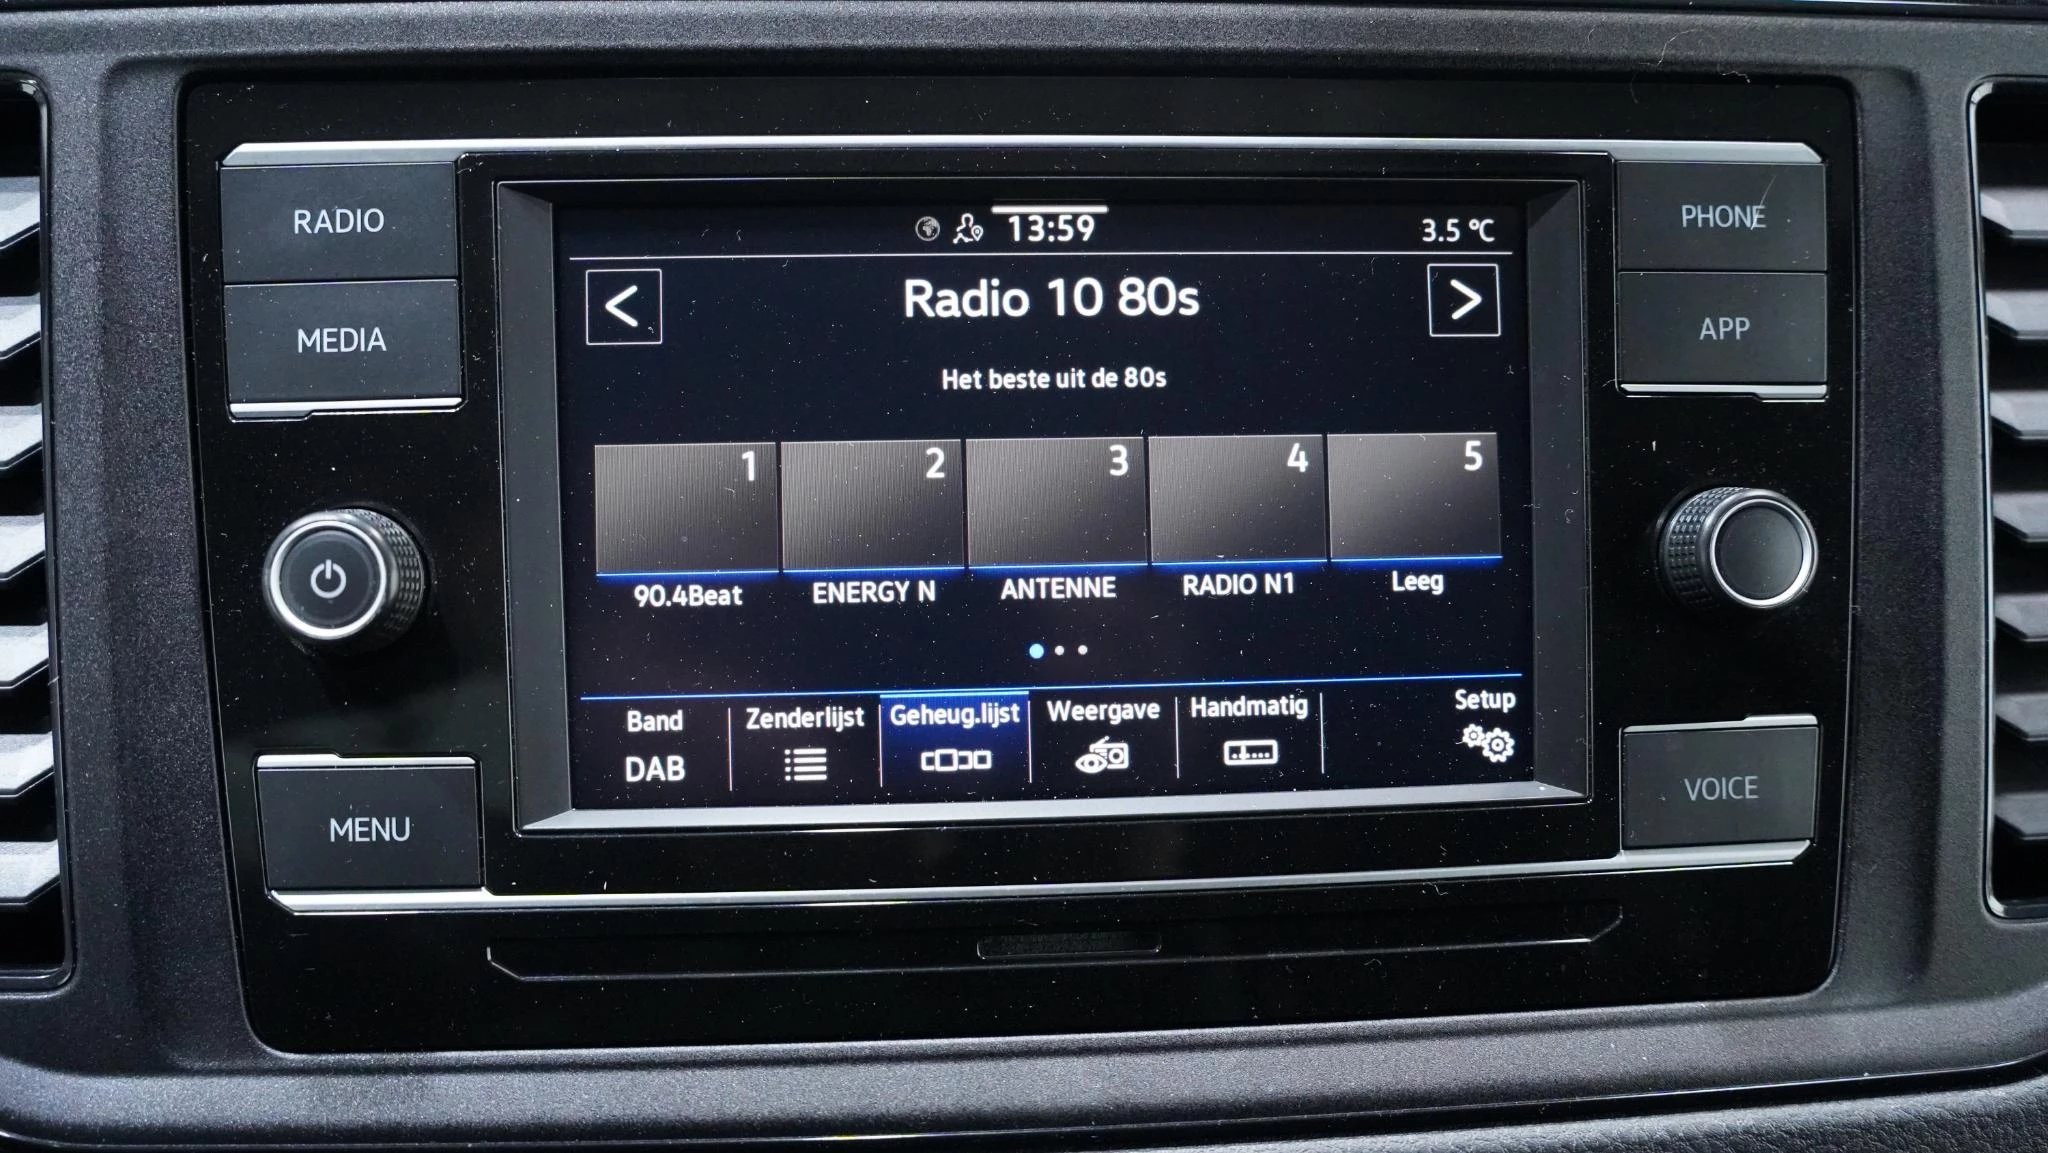 RADIO
MEDIA
MENU
13:59
3.5 °C
< Radio 10 80s >
Het beste uit de 80s
1 2 3 4 5
90.4Beat ENERGY N ANTENNE RADIO N1 Leeg
Band Zenderlijst Geheug.lijst Weergave Handmatig Setup
DAB
PHONE
APP
VOICE